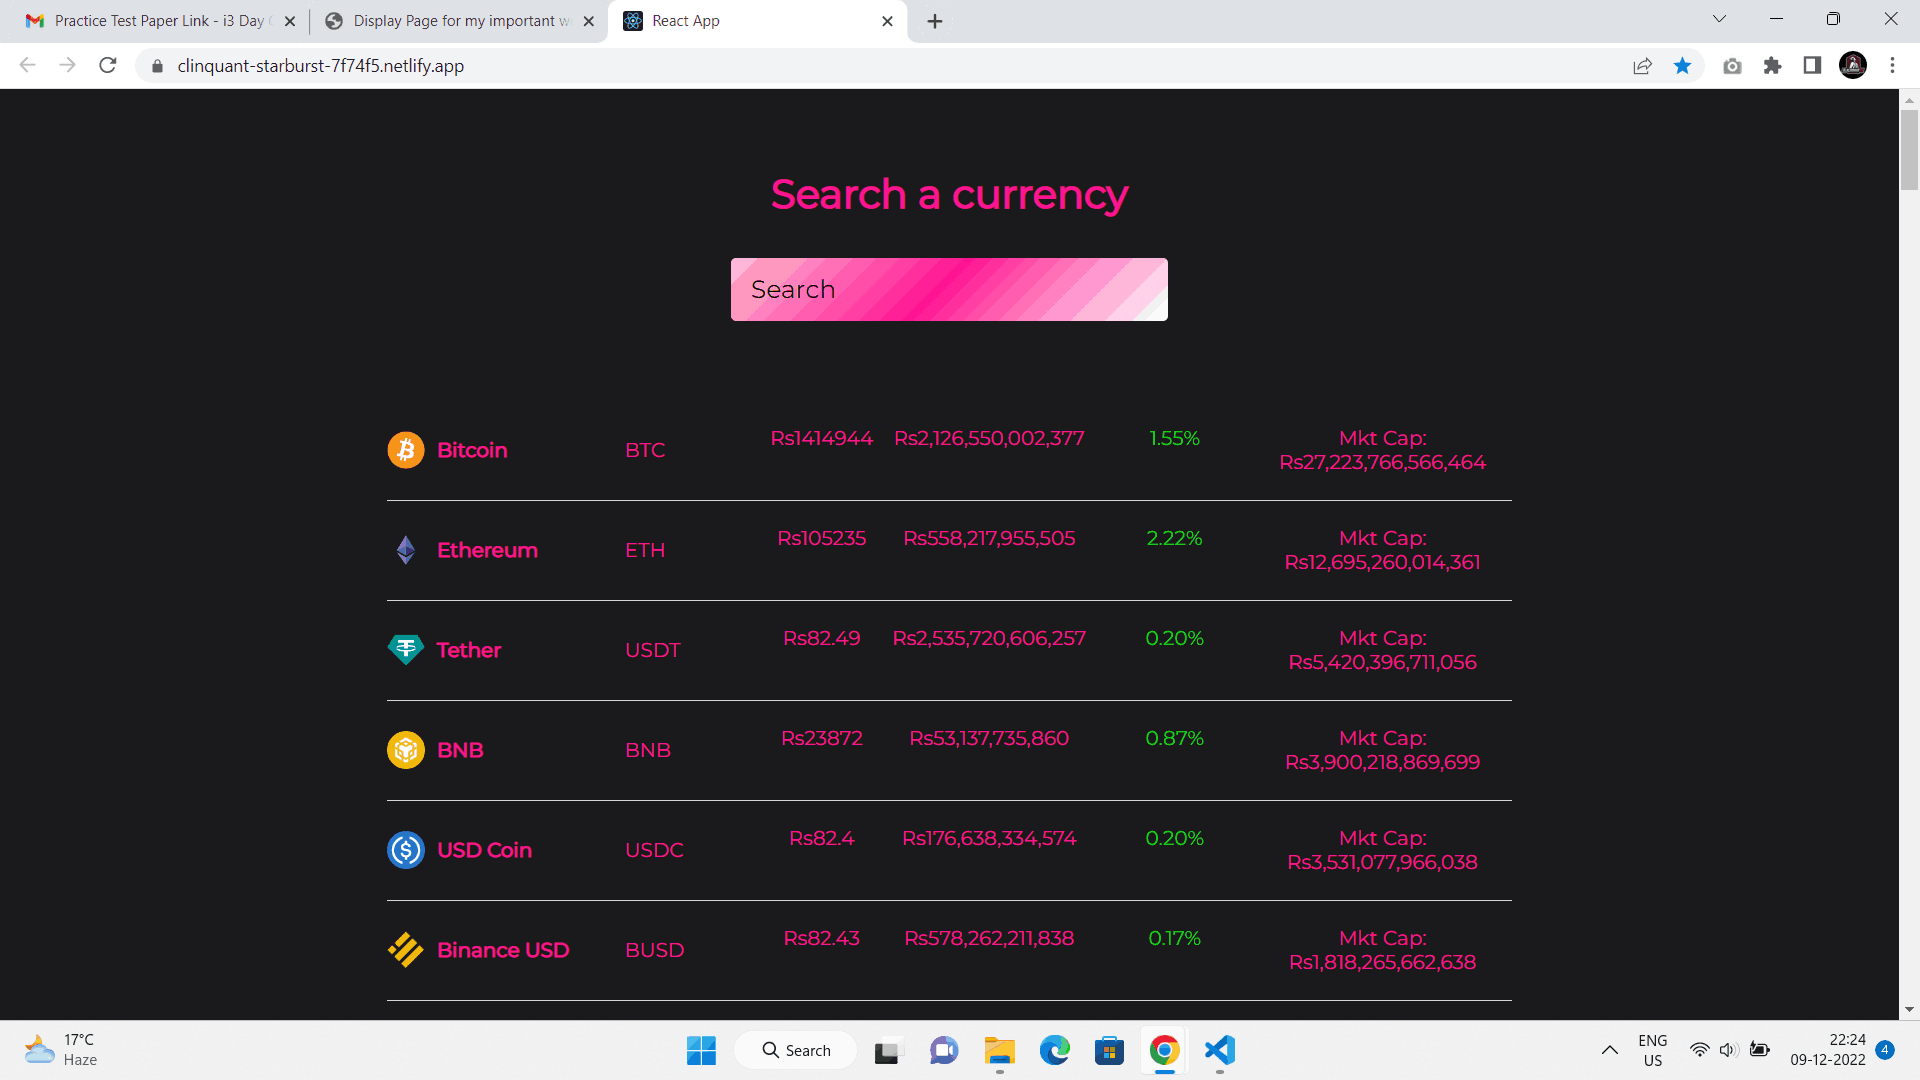 Practice Test Paper Link - i3 Day
Display Page for my important w
React App
clinquant-starburst-7f74f5.netlify.app
Search a currency
Search
Bitcoin BTC Rs1414944 Rs2,126,550,002,377 1.55% Mkt Cap:
Rs27,223,766,566,464
Ethereum ETH Rs105235 Rs558,217,955,505 2.22% Mkt Cap:
Rs12,695,260,014,361
Tether USDT Rs82.49 Rs2,535,720,606,257 0.20% Mkt Cap:
Rs5,420,396,711,056
BNB BNB Rs23872 Rs53,137,735,860 0.87% Mkt Cap:
Rs3,900,218,869,699
USD Coin USDC Rs82.4 Rs176,638,334,574 0.20% Mkt Cap:
Rs3,531,077,966,038
Binance USD BUSD Rs82.43 Rs578,262,211,838 0.17% Mkt Cap:
Rs1,818,265,662,638
17°C
Haze
Search
ENG
US
22:24
09-12-2022
4